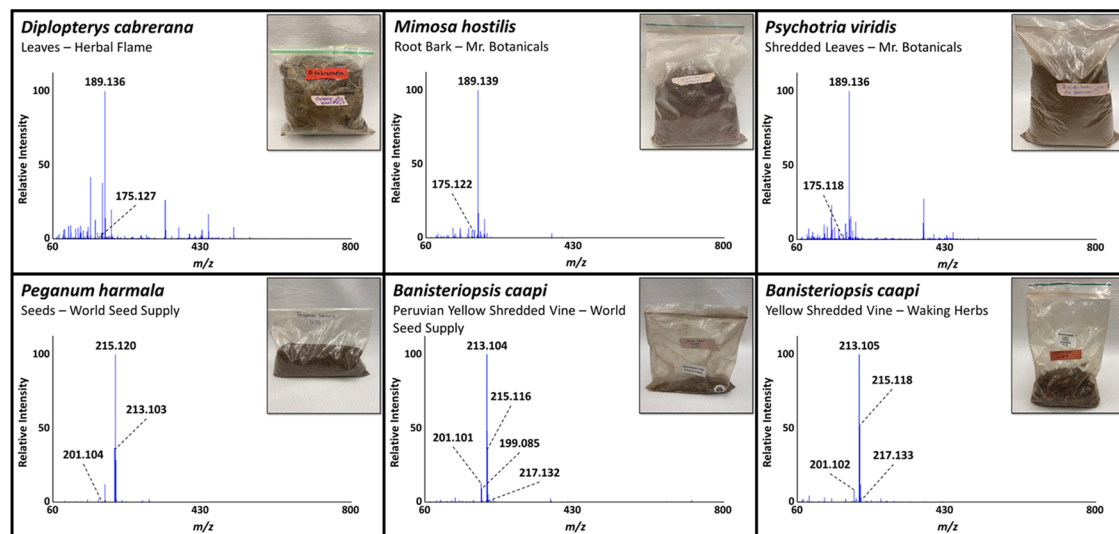 Diplopterys cabrerana
Leaves – Herbal Flame
189.136
100
50
0
175.127
60
430
800
Relative Intensity
m/z
Mimosa hostilis
Root Bark – Mr. Botanicals
189.139
100
50
0
175.122
60
430
800
Relative Intensity
m/z
Psychotria viridis
Shredded Leaves – Mr. Botanicals
189.136
100
50
0
175.118
60
430
800
Relative Intensity
m/z
Peganum harmala
Seeds – World Seed Supply
215.120
100
213.103
50
201.104
0
60
430
800
Relative Intensity
m/z
Banisteriopsis caapi
Peruvian Yellow Shredded Vine – World
Seed Supply
213.104
100
215.116
50
201.101
199.085
217.132
0
60
430
800
Relative Intensity
m/z
Banisteriopsis caapi
Yellow Shredded Vine – Waking Herbs
213.105
100
215.118
50
201.102
217.133
0
60
430
800
Relative Intensity
m/z